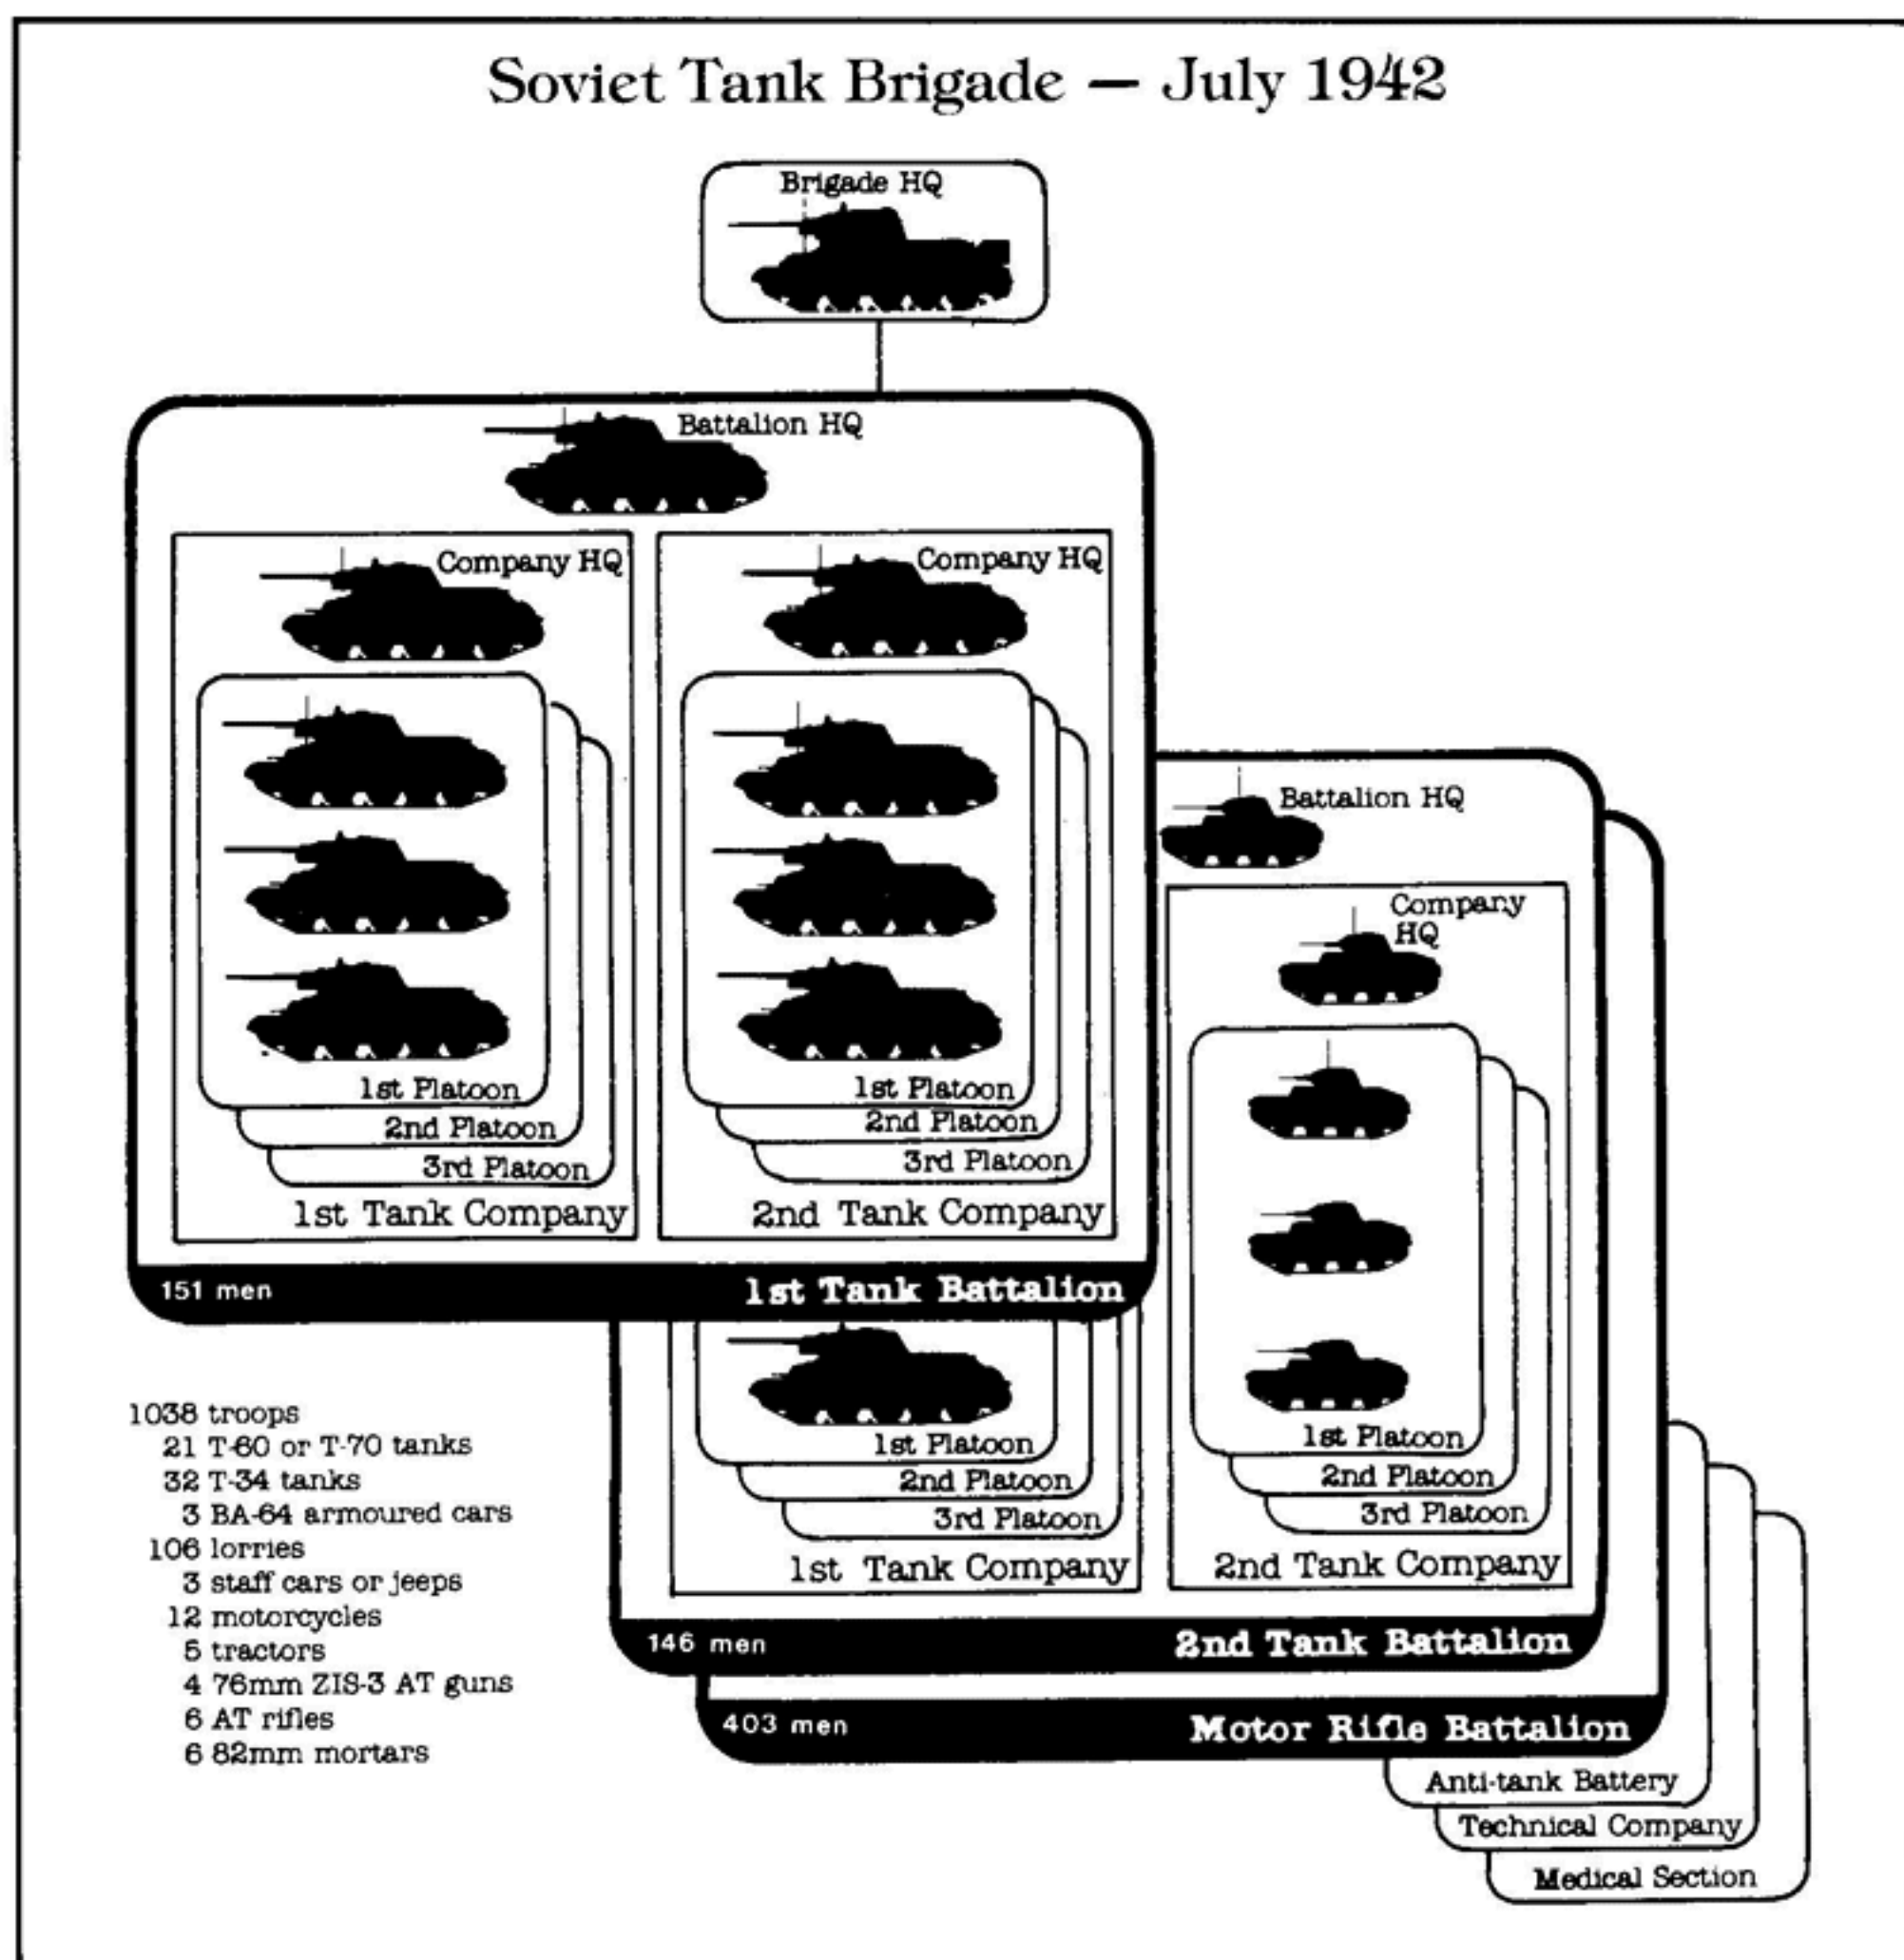 Soviet Tank Brigade — July 1942
Brigade HQ
Battalion HQ
Company HQ
1st Platoon
2nd Platoon
3rd Platoon
1st Tank Company
Company HQ
1st Platoon
2nd Platoon
3rd Platoon
2nd Tank Company
151 men
1st Tank Battalion
Battalion HQ
Company
HQ
1st Platoon
2nd Platoon
3rd Platoon
2nd Tank Company
1st Platoon
2nd Platoon
3rd Platoon
1st Tank Company
146 men
2nd Tank Battalion
403 men
Motor Rifle Battalion
Anti-tank Battery
Technical Company
Medical Section
1038 troops
21 T-60 or T-70 tanks
32 T-34 tanks
3 BA-64 armoured cars
106 lorries
3 staff cars or jeeps
12 motorcycles
5 tractors
4 76mm ZIS-3 AT guns
6 AT rifles
6 82mm mortars